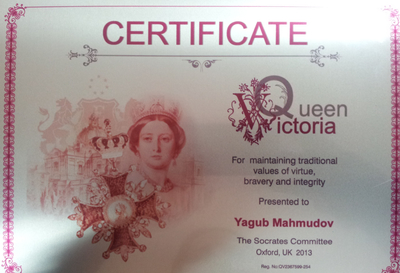 CERTIFICATE
Queen
Victoria
For maintaining traditional
values of virtue,
bravery and integrity
Presented to
Yagub Mahmudov
The Socrates Committee
Oxford, UK 2013